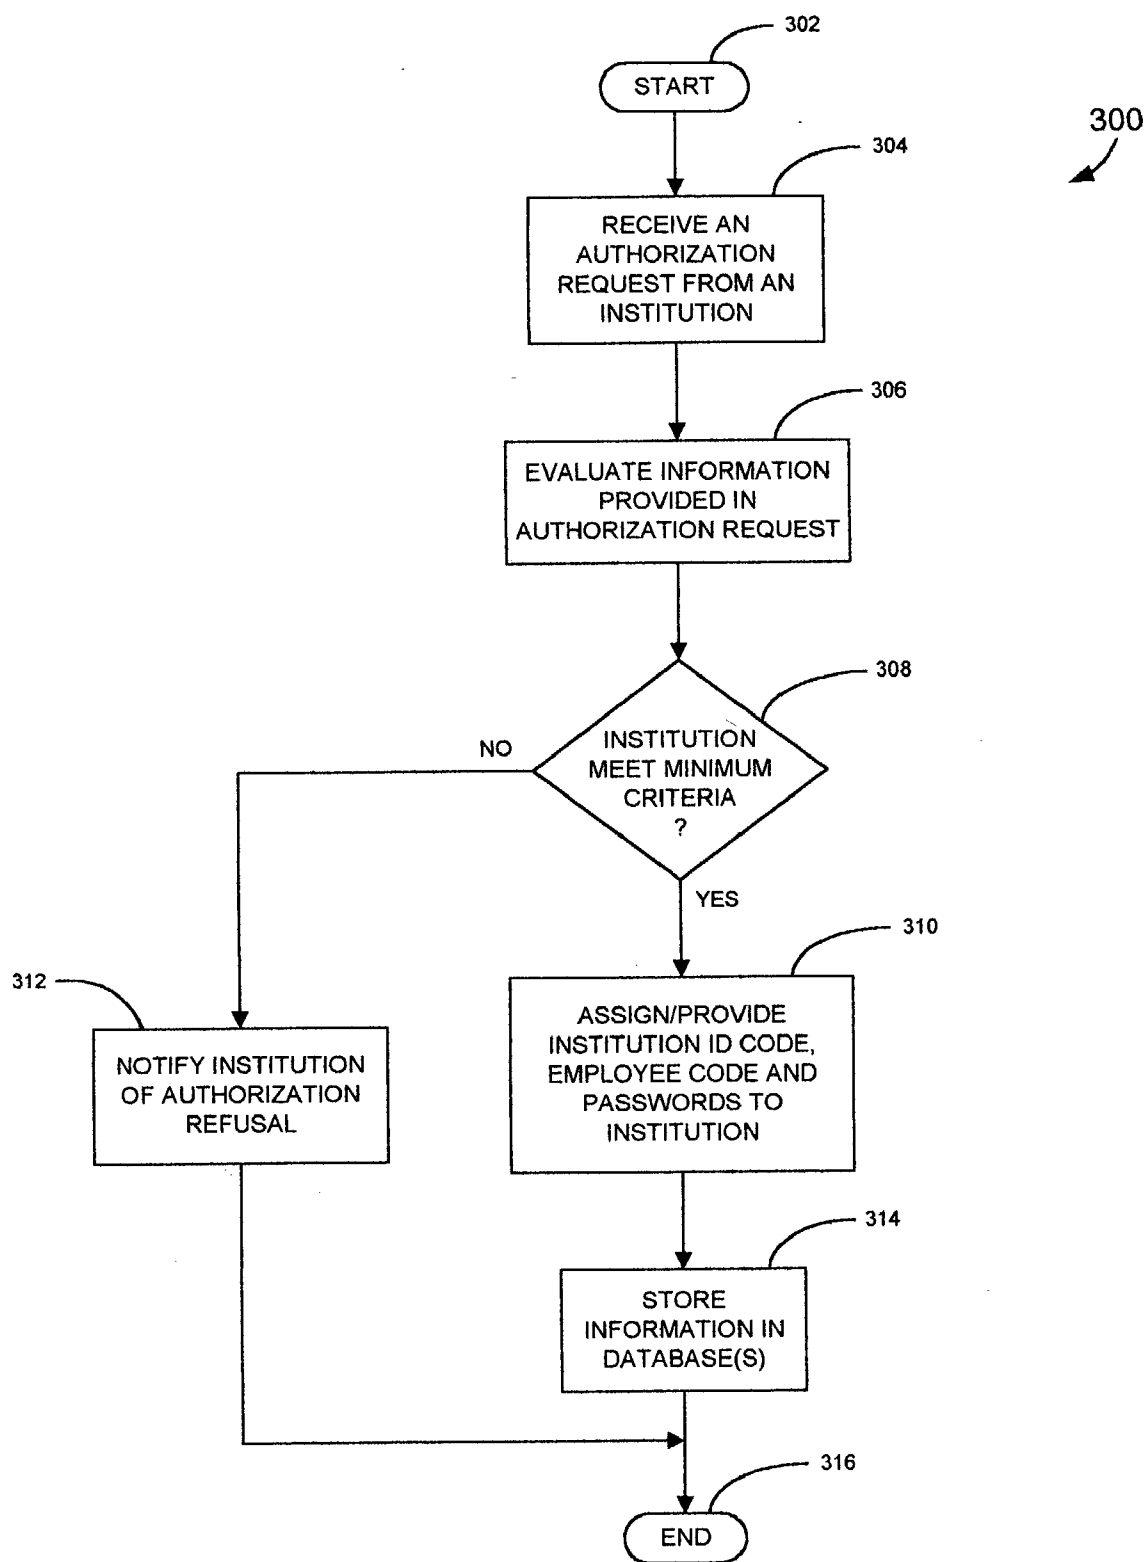 302
START
300
304
RECEIVE AN
AUTHORIZATION
REQUEST FROM AN
INSTITUTION
306
EVALUATE INFORMATION
PROVIDED IN
AUTHORIZATION REQUEST
308
INSTITUTION
MEET MINIMUM
CRITERIA
?
NO
YES
310
ASSIGN/PROVIDE
INSTITUTION ID CODE,
EMPLOYEE CODE AND
PASSWORDS TO
INSTITUTION
312
NOTIFY INSTITUTION
OF AUTHORIZATION
REFUSAL
314
STORE
INFORMATION IN
DATABASE(S)
316
END